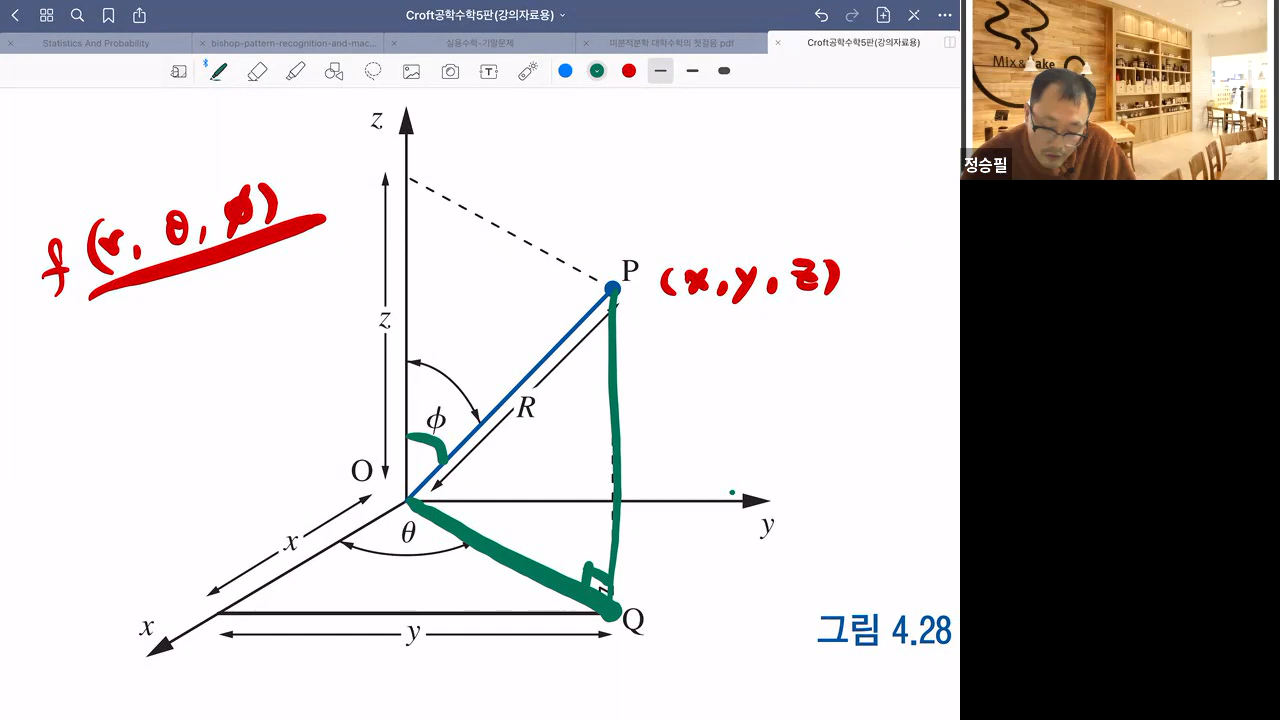 Croft공학수학5판(강의자료용)
Statistics And Probability
bishop-pattern-recognition-and-mac...
실용수학-기말문제
미분적분학 대학수학의 첫걸음 pdf
Croft공학수학5판(강의자료용)
Mix&
정승필
z
f(r, θ, ϕ)
P (x, y, z)
z
R
ϕ
O
θ
y
x
x
y
Q
그림 4.28